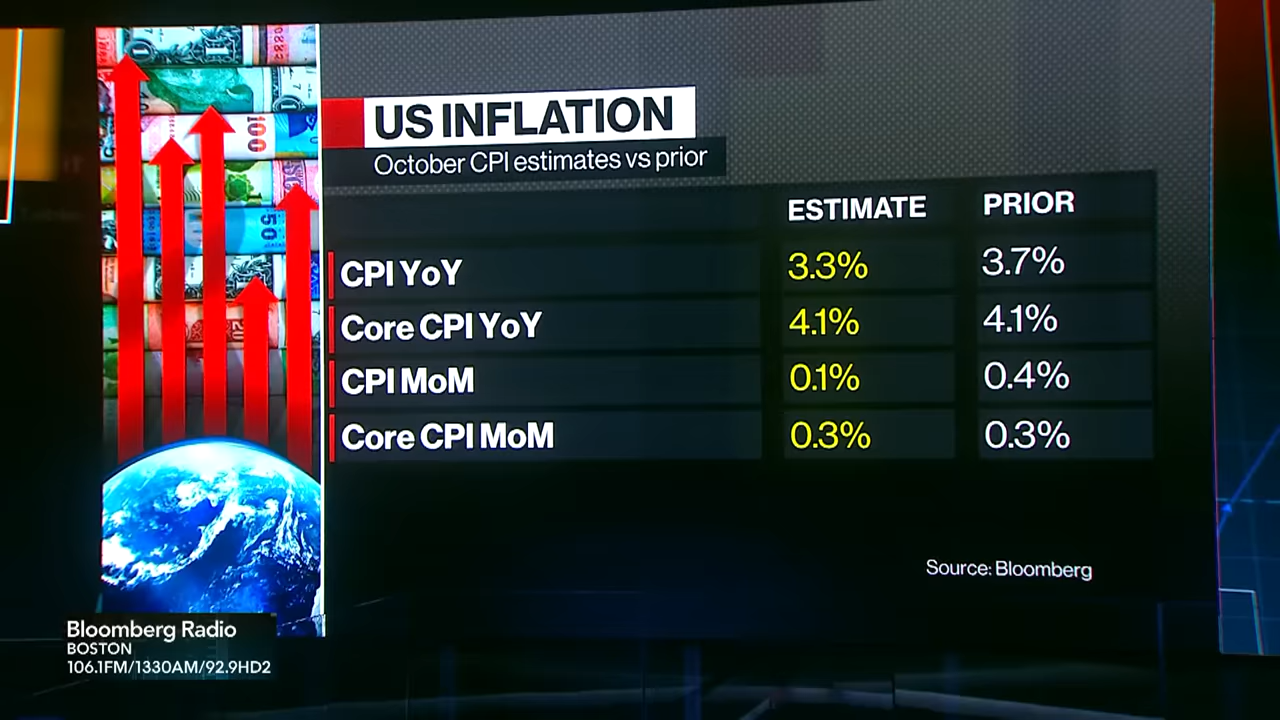 US INFLATION
October CPI estimates vs prior
ESTIMATE PRIOR
CPI YoY 3.3% 3.7%
Core CPI YoY 4.1% 4.1%
CPI MoM 0.1% 0.4%
Core CPI MoM 0.3% 0.3%
Source: Bloomberg
Bloomberg Radio
BOSTON
106.1FM/1330AM/92.9HD2